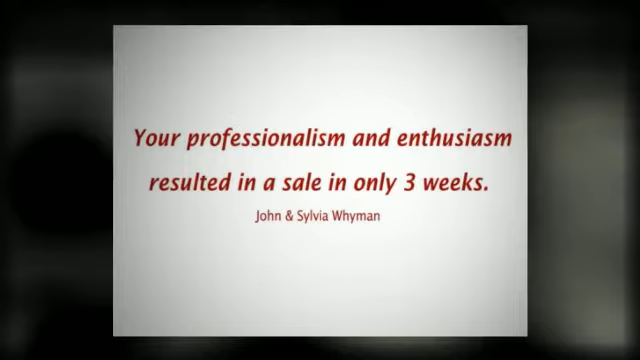 Your professionalism and enthusiasm
resulted in a sale in only 3 weeks.
John & Sylvia Whyman